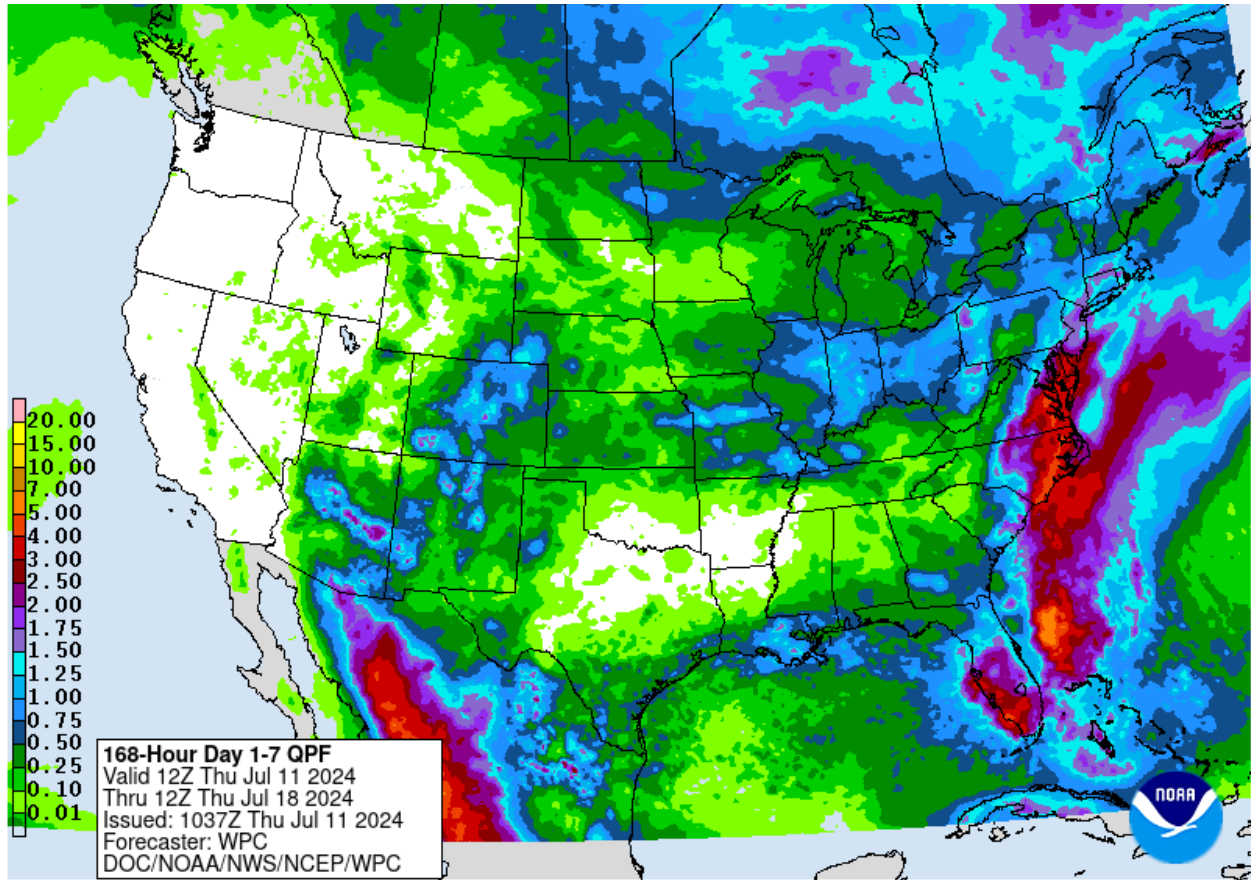 20.00
15.00
10.00
7.00
5.00
4.00
3.00
2.50
2.00
1.75
1.50
1.25
1.00
0.75
0.50
0.25
0.10
0.01
168-Hour Day 1-7 QPF
Valid 12Z Thu Jul 11 2024
Thru 12Z Thu Jul 18 2024
Issued: 1037Z Thu Jul 11 2024
Forecaster: WPC
DOC/NOAA/NWS/NCEP/WPC
NOAA